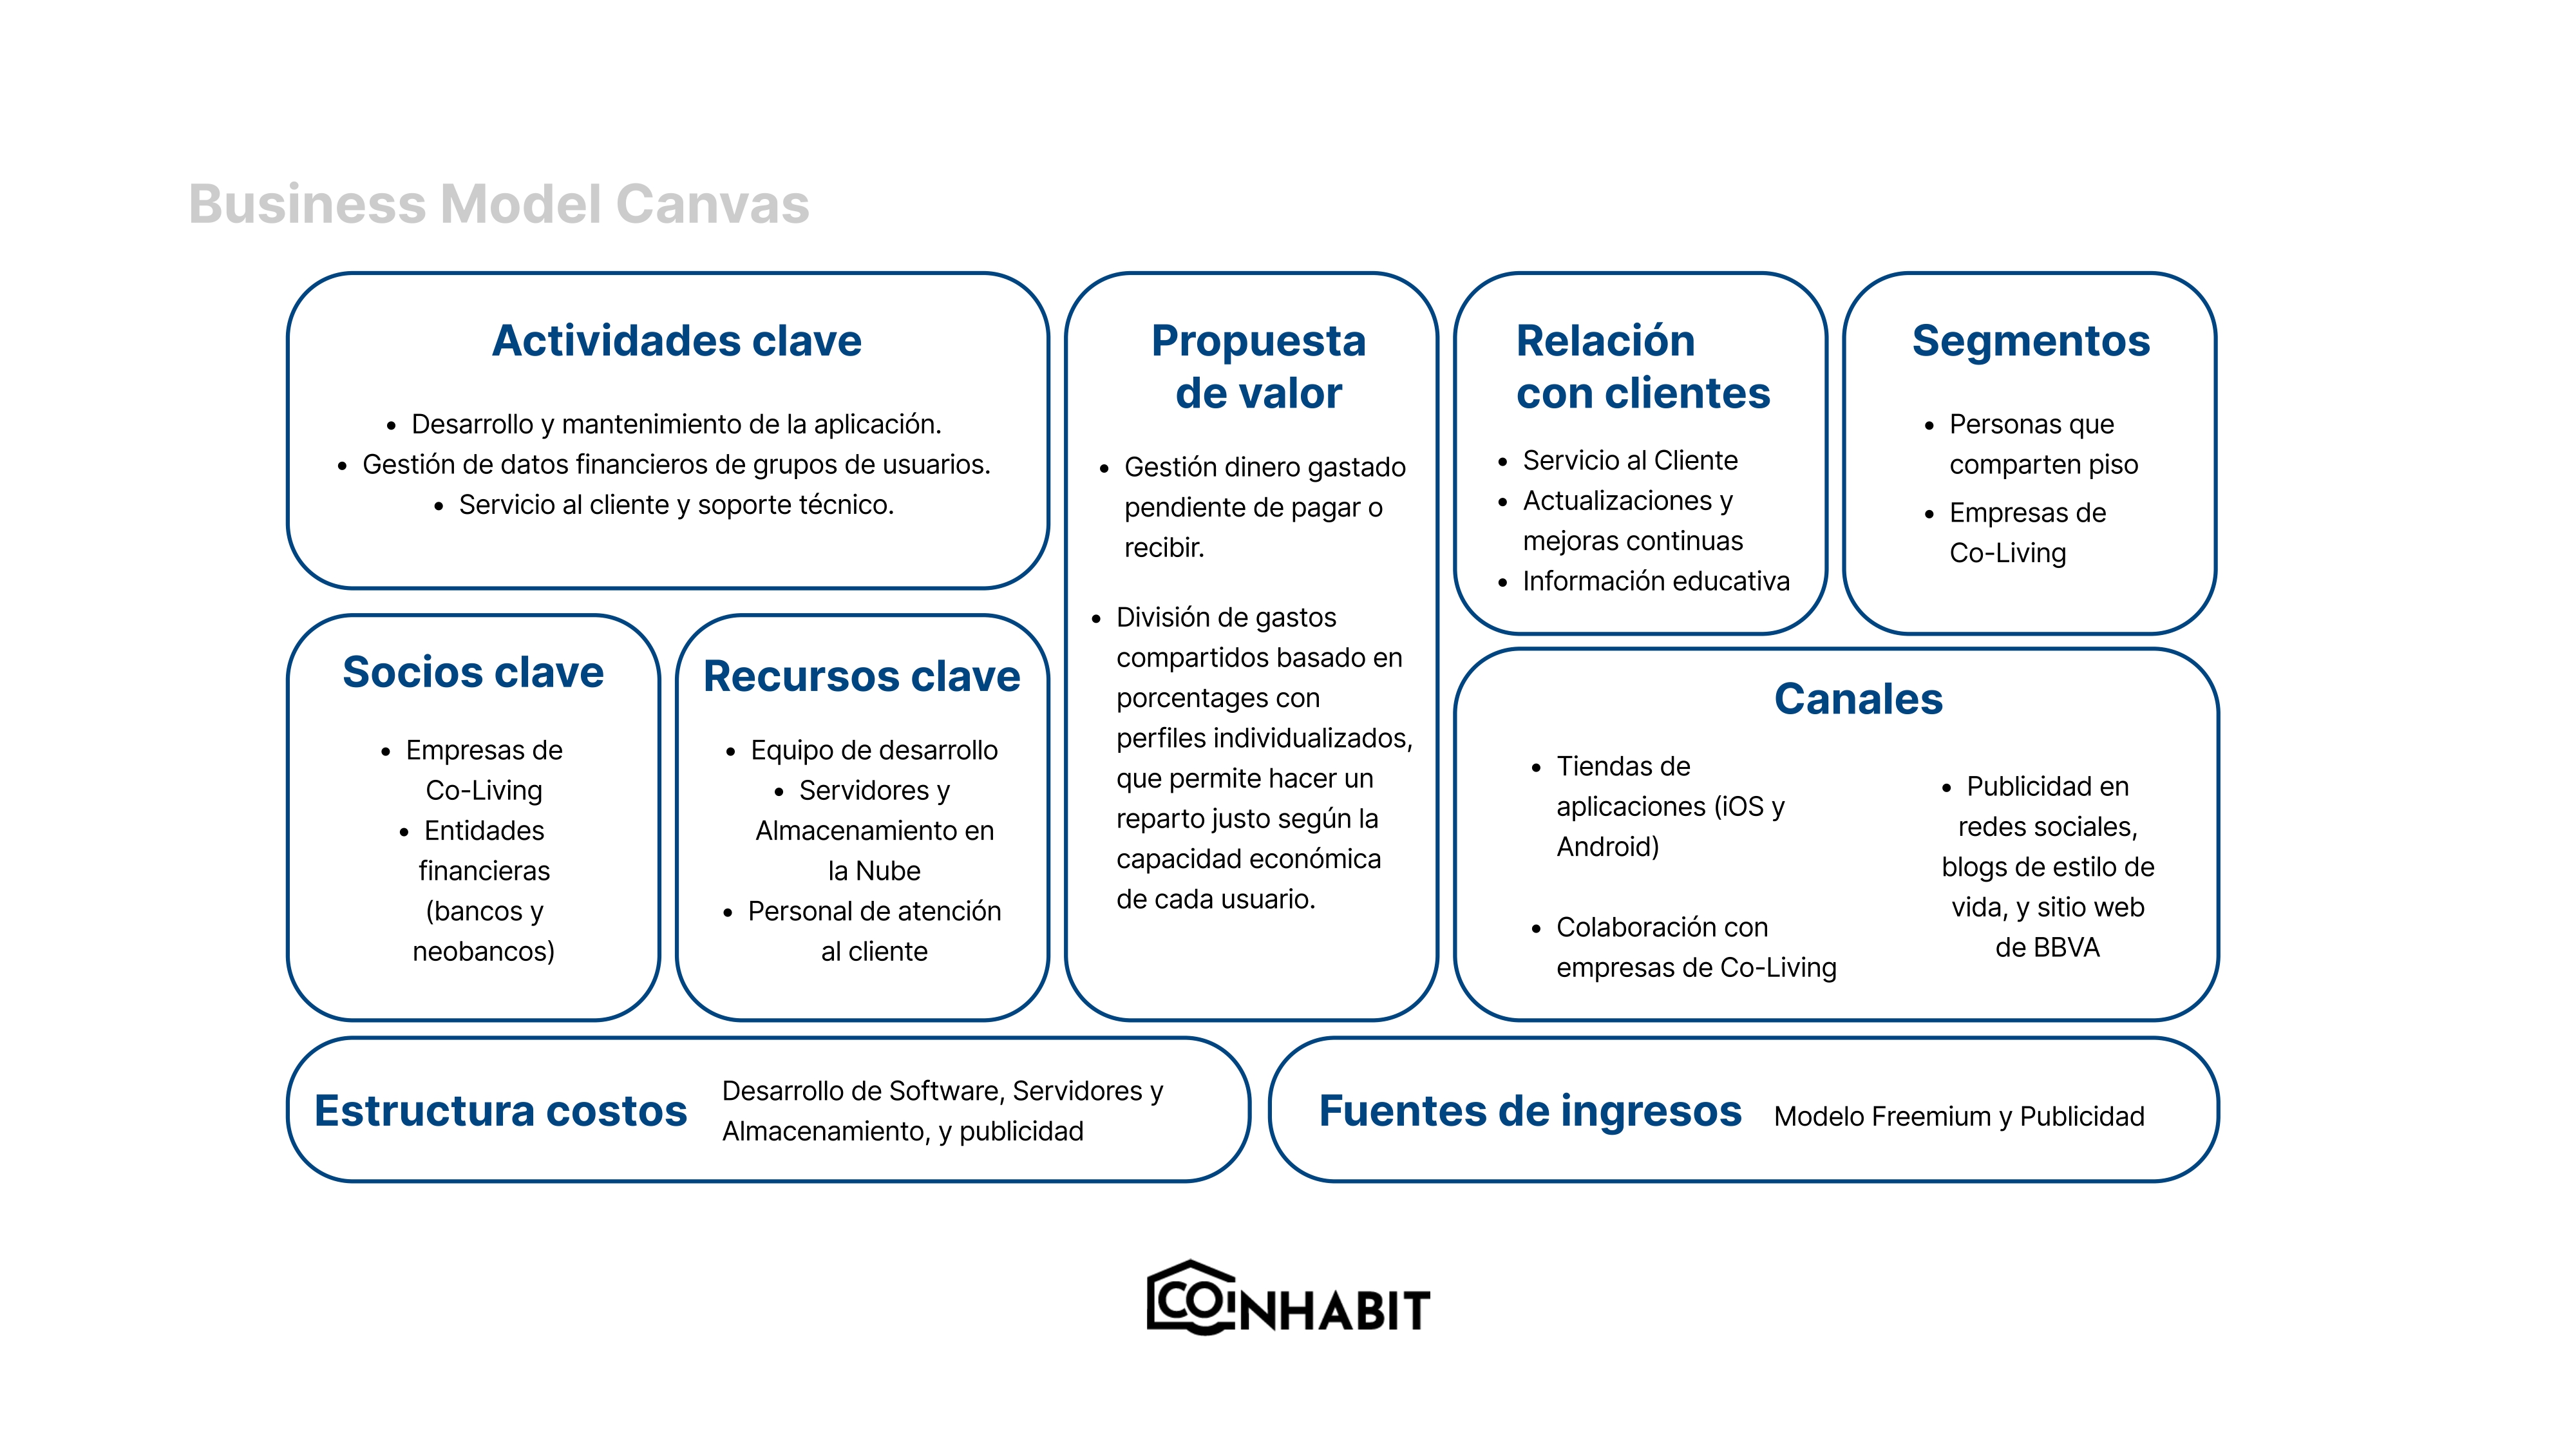 Business Model Canvas
Actividades clave
• Desarrollo y mantenimiento de la aplicación.
• Gestión de datos financieros de grupos de usuarios.
• Servicio al cliente y soporte técnico.
Propuesta
de valor
• Gestión dinero gastado
pendiente de pagar o
recibir.
• División de gastos
compartidos basado en
porcentages con
perfiles individualizados,
que permite hacer un
reparto justo según la
capacidad económica
de cada usuario.
Relación
con clientes
• Servicio al Cliente
• Actualizaciones y
mejoras continuas
• Información educativa
Segmentos
• Personas que
comparten piso
• Empresas de
Co-Living
Socios clave
• Empresas de
Co-Living
• Entidades
financieras
(bancos y
neobancos)
Recursos clave
• Equipo de desarrollo
• Servidores y
Almacenamiento en
la Nube
• Personal de atención
al cliente
Canales
• Tiendas de
aplicaciones (iOS y
Android)
• Colaboración con
empresas de Co-Living
• Publicidad en
redes sociales,
blogs de estilo de
vida, y sitio web
de BBVA
Estructura costos
Desarrollo de Software, Servidores y
Almacenamiento, y publicidad
Fuentes de ingresos
Modelo Freemium y Publicidad
COINHABIT